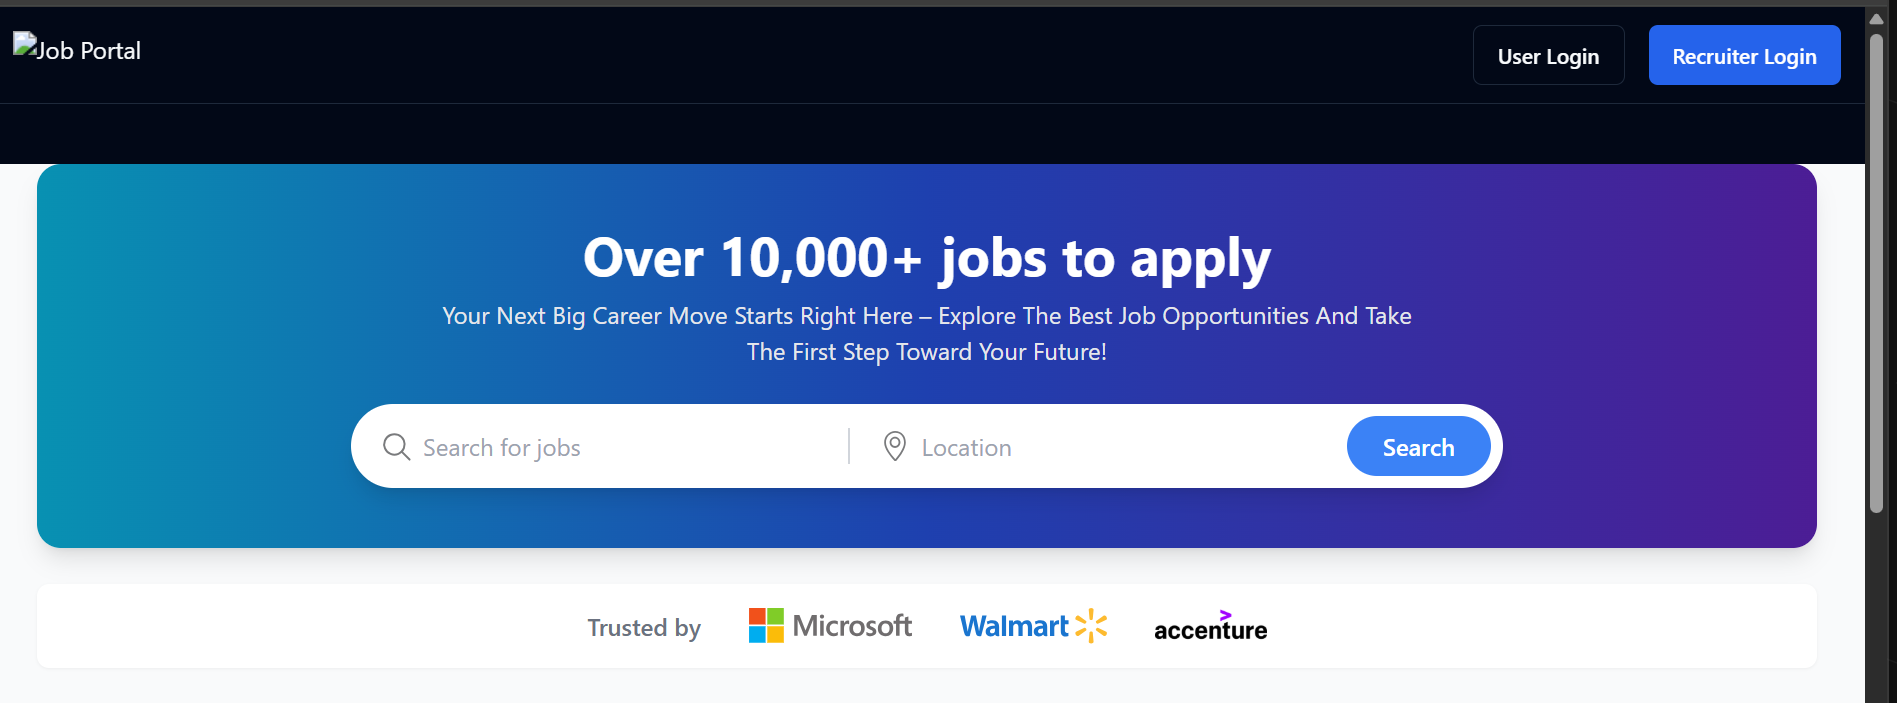 Job Portal
User Login
Recruiter Login
Over 10,000+ jobs to apply
Your Next Big Career Move Starts Right Here – Explore The Best Job Opportunities And Take
The First Step Toward Your Future!
Search for jobs
Location
Search
Trusted by
Microsoft
Walmart
accenture